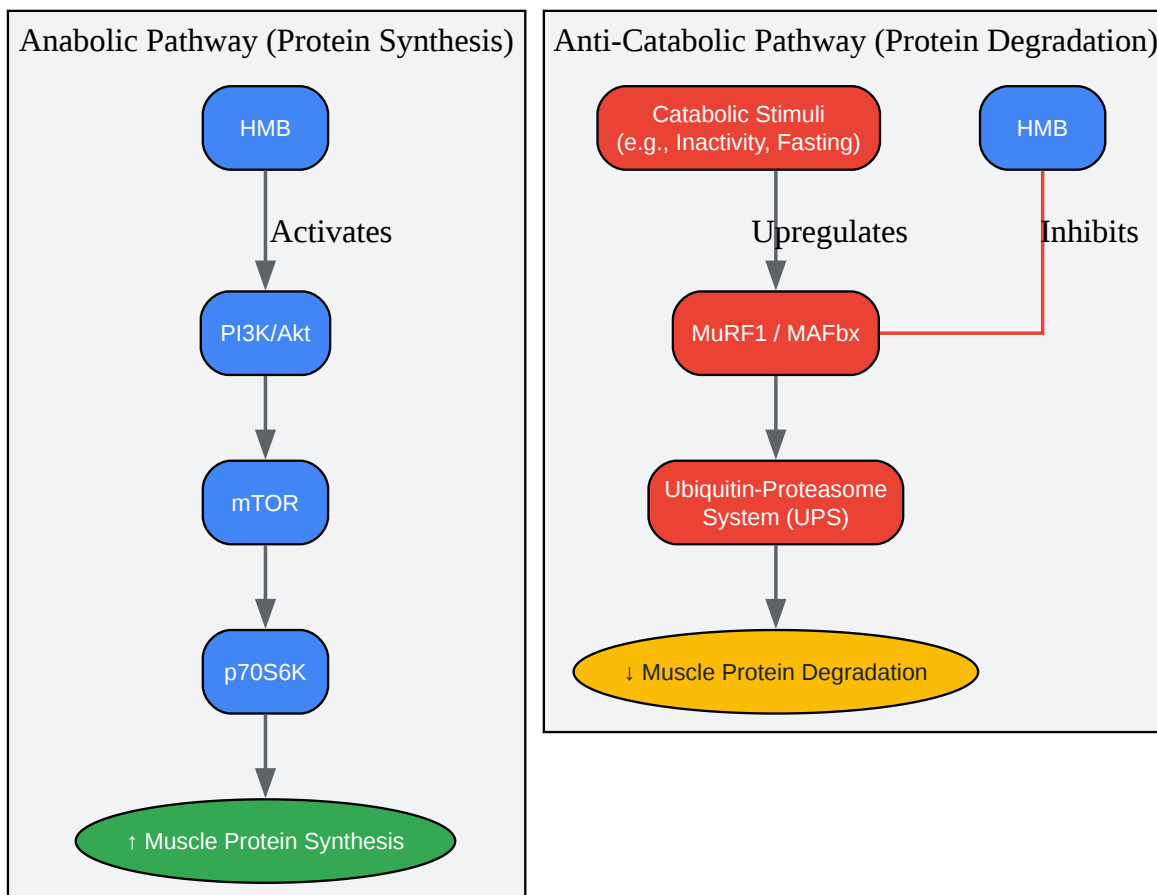 Anabolic Pathway (Protein Synthesis)
HMB
Activates
PI3K/Akt
mTOR
p70S6K
↑ Muscle Protein Synthesis
Anti-Catabolic Pathway (Protein Degradation)
Catabolic Stimuli
(e.g., Inactivity, Fasting)
HMB
Upregulates
Inhibits
MuRF1 / MAFbx
Ubiquitin-Proteasome
System (UPS)
↓ Muscle Protein Degradation